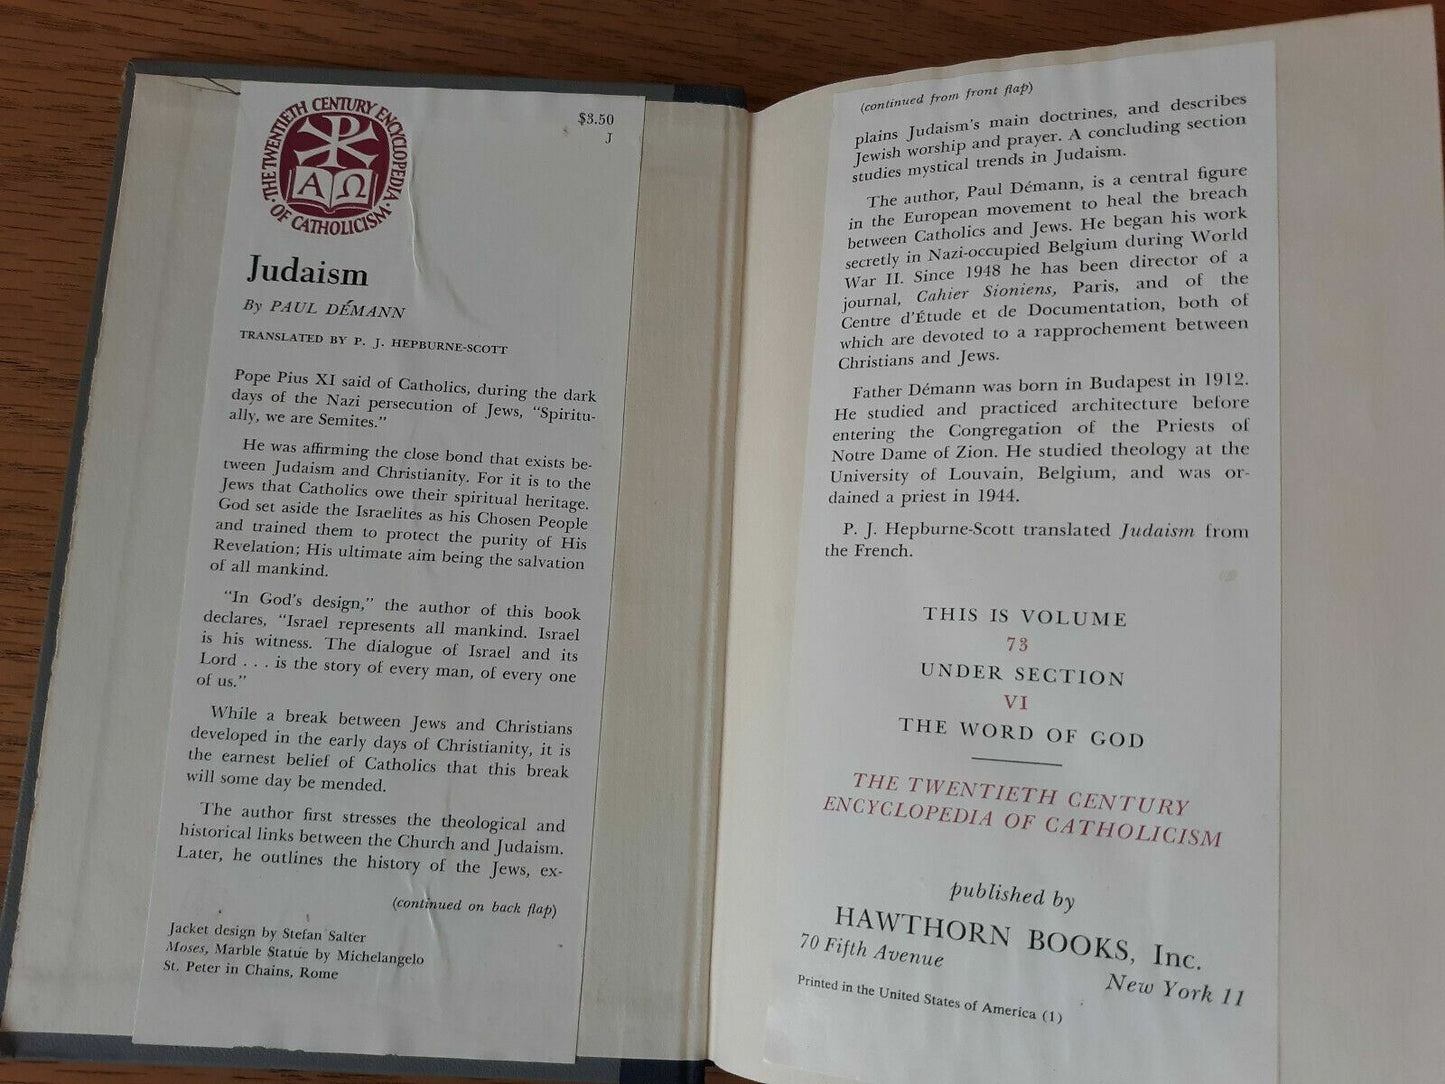 THE TWENTIETH CENTURY ENCYCLOPEDIA
· OF CATHOLICISM ·
Α Ω
$3.50
J
Judaism
By PAUL DÉMANN
TRANSLATED BY P. J. HEPBURNE-SCOTT
Pope Pius XI said of Catholics, during the dark
days of the Nazi persecution of Jews, “Spiritu-
ally, we are Semites.”
He was affirming the close bond that exists be-
tween Judaism and Christianity. For it is to the
Jews that Catholics owe their spiritual heritage.
God set aside the Israelites as his Chosen People
and trained them to protect the purity of His
Revelation; His ultimate aim being the salvation
of all mankind.
“In God’s design,” the author of this book
declares, “Israel represents all mankind. Israel
is his witness. The dialogue of Israel and its
Lord . . . is the story of every man, of every one
of us.”
While a break between Jews and Christians
developed in the early days of Christianity, it is
the earnest belief of Catholics that this break
will some day be mended.
The author first stresses the theological and
historical links between the Church and Judaism.
Later, he outlines the history of the Jews, ex-
(continued on back flap)
Jacket design by Stefan Salter
Moses, Marble Statue by Michelangelo
St. Peter in Chains, Rome
(continued from front flap)
plains Judaism’s main doctrines, and describes
Jewish worship and prayer. A concluding section
studies mystical trends in Judaism.
The author, Paul Démann, is a central figure
in the European movement to heal the breach
between Catholics and Jews. He began his work
secretly in Nazi-occupied Belgium during World
War II. Since 1948 he has been director of a
journal, Cahier Sioniens, Paris, and of the
Centre d’Étude et de Documentation, both of
which are devoted to a rapprochement between
Christians and Jews.
Father Démann was born in Budapest in 1912.
He studied and practiced architecture before
entering the Congregation of the Priests of
Notre Dame of Zion. He studied theology at the
University of Louvain, Belgium, and was or-
dained a priest in 1944.
P. J. Hepburne-Scott translated Judaism from
the French.
THIS IS VOLUME
73
UNDER SECTION
VI
THE WORD OF GOD
THE TWENTIETH CENTURY
ENCYCLOPEDIA OF CATHOLICISM
published by
HAWTHORN BOOKS, Inc.
70 Fifth Avenue
New York 11
Printed in the United States of America (1)